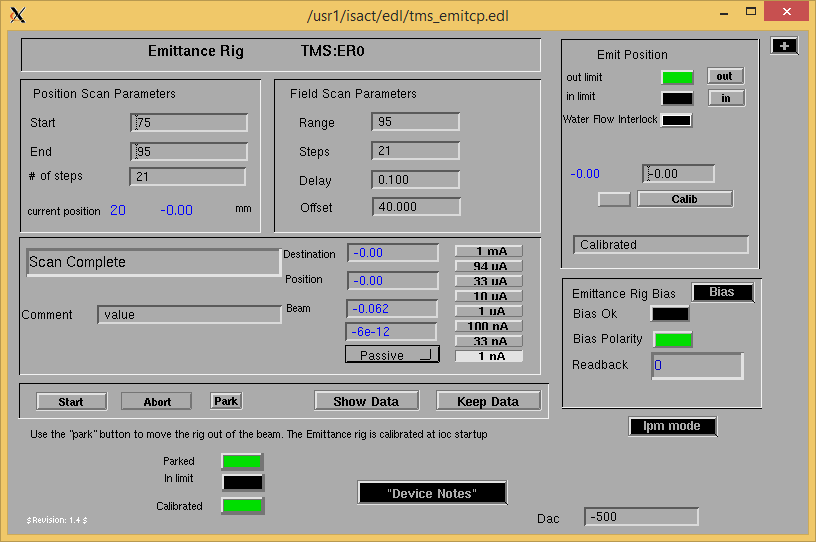 /usr1/isact/edl/tms_emitcp.edl
Emittance Rig TMS:ER0
+
Position Scan Parameters
Start 75
End 95
# of steps 21
current position 20 -0.00 mm
Field Scan Parameters
Range 95
Steps 21
Delay 0.100
Offset 40.000
Emit Position
out limit out
in limit in
Water Flow Interlock
-0.00 -0.00
Calib
Calibrated
Scan Complete
Comment value
Destination -0.00
Position -0.00
Beam -0.062
-6e-12
Passive
1 mA
94 uA
33 uA
10 uA
1 uA
100 nA
33 nA
1 nA
Emittance Rig Bias Bias
Bias Ok
Bias Polarity
Readback 0
Start Abort Park Show Data Keep Data
Ipm mode
Use the "park" button to move the rig out of the beam. The Emittance rig is calibrated at ioc startup
Parked
In limit
Calibrated
"Device Notes"
Dac -500
$Revision: 1.4 $